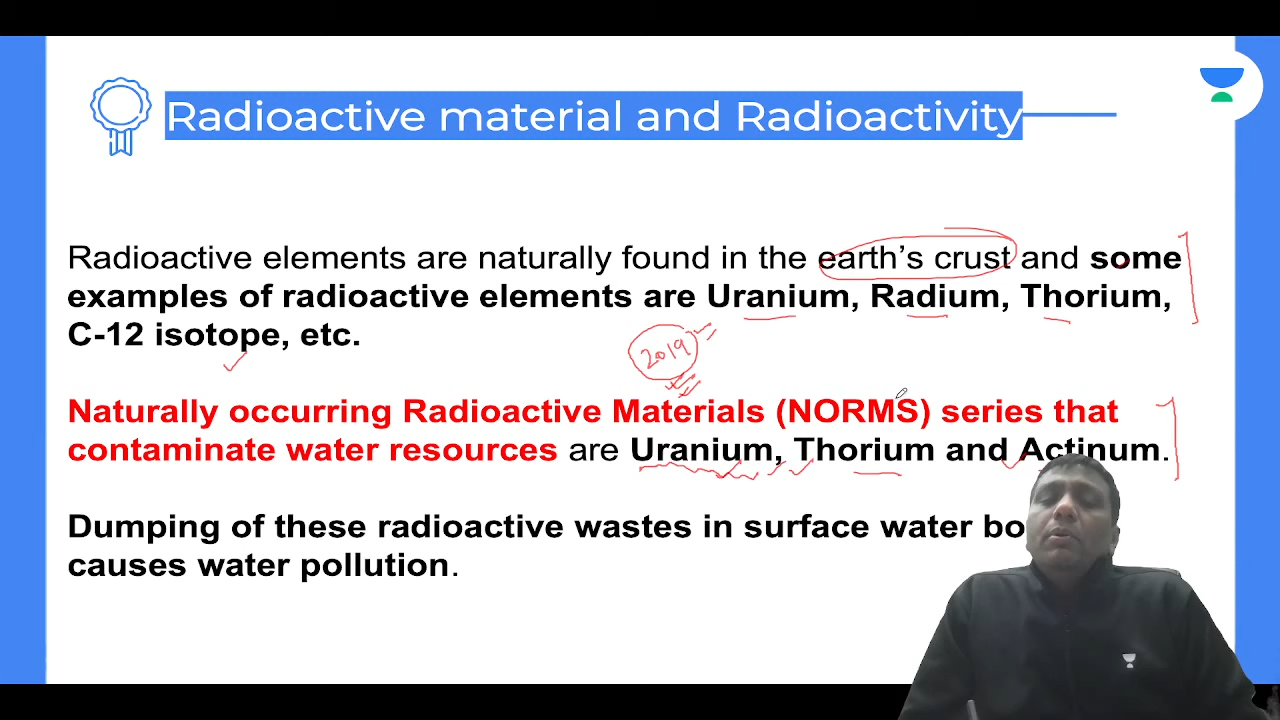 Radioactive material and Radioactivity
Radioactive elements are naturally found in the earth's crust and some
examples of radioactive elements are Uranium, Radium, Thorium,
C-12 isotope, etc.
2019
Naturally occurring Radioactive Materials (NORMS) series that
contaminate water resources are Uranium, Thorium and Actinum.
Dumping of these radioactive wastes in surface water
causes water pollution.